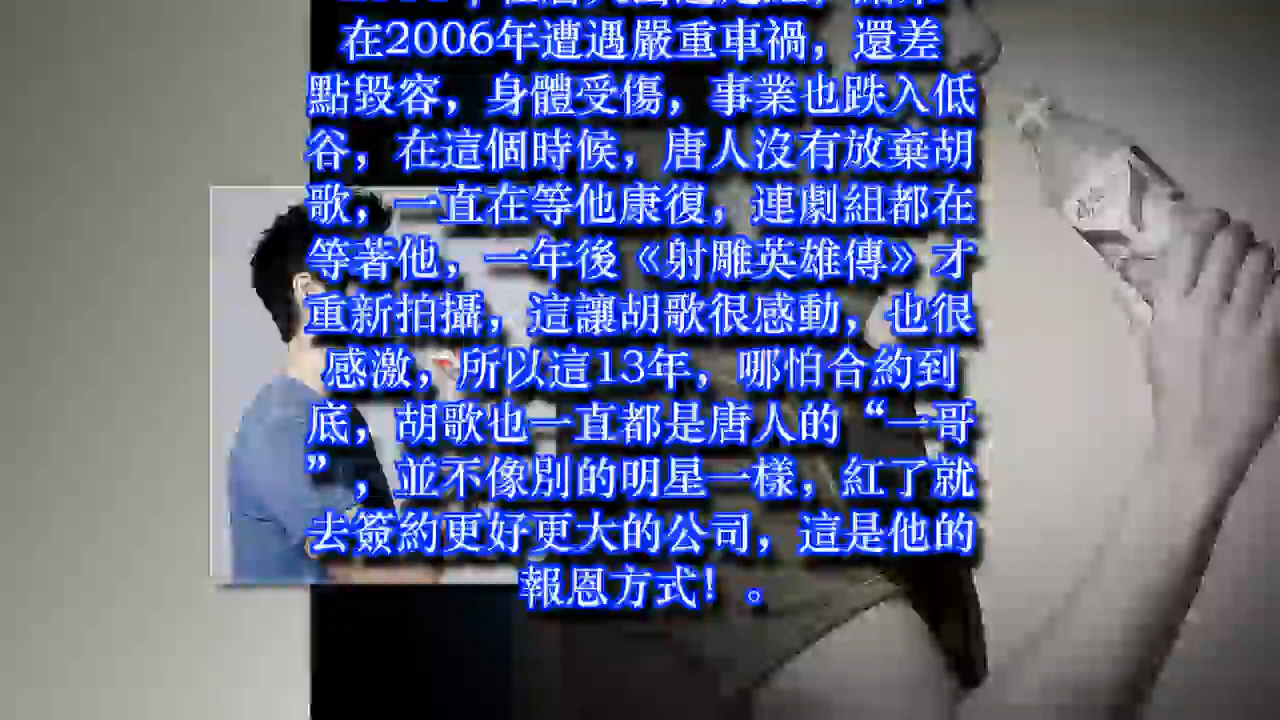 在2006年遭遇嚴重車禍，還差
點毀容，身體受傷，事業也跌入低
谷，在這個時候，唐人沒有放棄胡
歌，一直在等他康復，連劇組都在
等著他，一年後《射雕英雄傳》才
重新拍攝，這讓胡歌很感動，也很
感激，所以這13年，哪怕合約到
底，胡歌也一直都是唐人的“一哥
”，並不像別的明星一樣，紅了就
去簽約更好更大的公司，這是他的
報恩方式！。